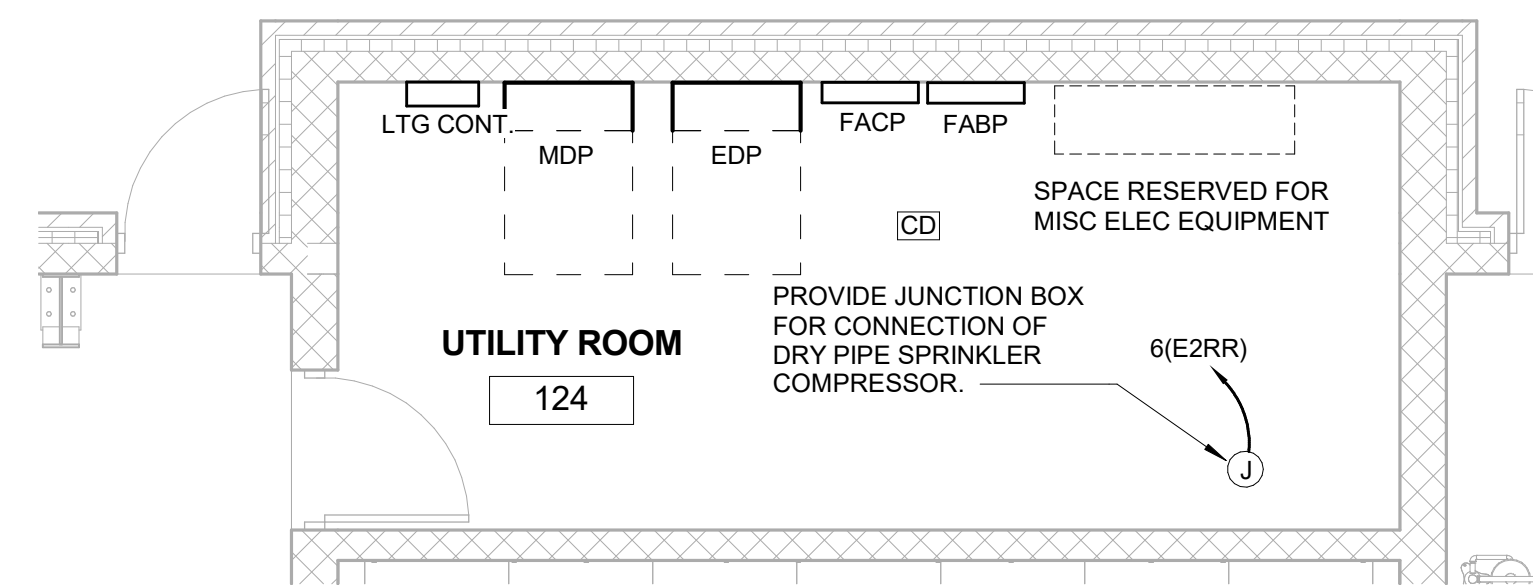 LTG CONT.
MDP
EDP
FACP
FABP
SPACE RESERVED FOR
MISC ELEC EQUIPMENT
CD
PROVIDE JUNCTION BOX
FOR CONNECTION OF
DRY PIPE SPRINKLER
COMPRESSOR.
UTILITY ROOM
124
6(E2RR)
J